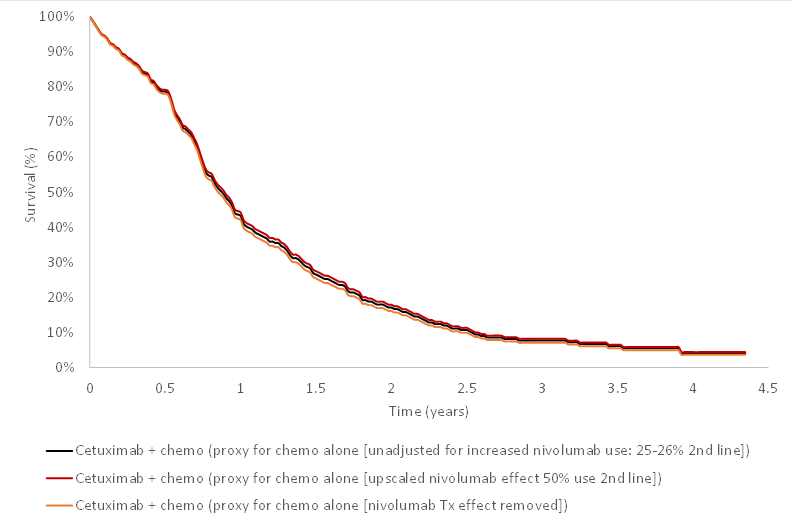 100%
90%
80%
70%
60%
50%
40%
30%
20%
10%
0%
Survival (%)
0 0.5 1 1.5 2 2.5 3 3.5 4 4.5
Time (years)
Cetuximab + chemo (proxy for chemo alone [unadjusted for increased nivolumab use: 25-26% 2nd line])
Cetuximab + chemo (proxy for chemo alone [upscaled nivolumab effect 50% use 2nd line])
Cetuximab + chemo (proxy for chemo alone [nivolumab Tx effect removed])